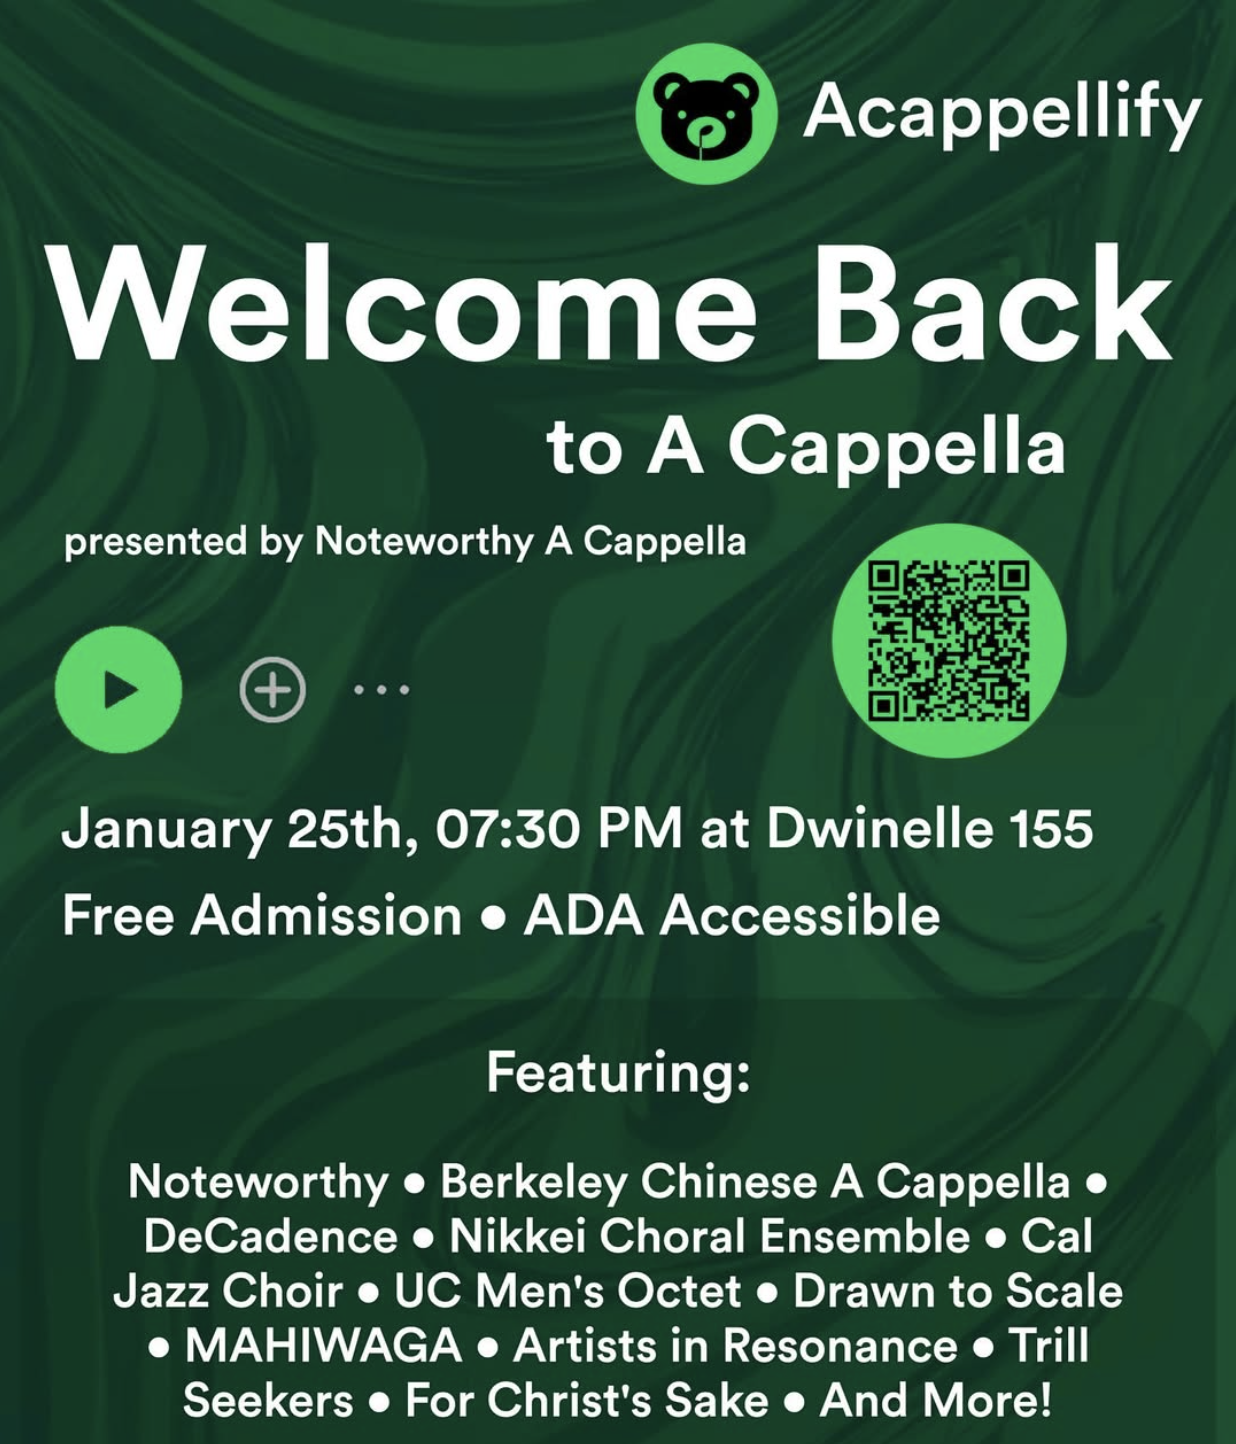 Acappellify
Welcome Back
to A Cappella
presented by Noteworthy A Cappella
January 25th, 07:30 PM at Dwinelle 155
Free Admission ● ADA Accessible
Featuring:
Noteworthy ● Berkeley Chinese A Cappella ●
DeCadence ● Nikkei Choral Ensemble ● Cal
Jazz Choir ● UC Men's Octet ● Drawn to Scale
● MAHIWAGA ● Artists in Resonance ● Trill
Seekers ● For Christ's Sake ● And More!